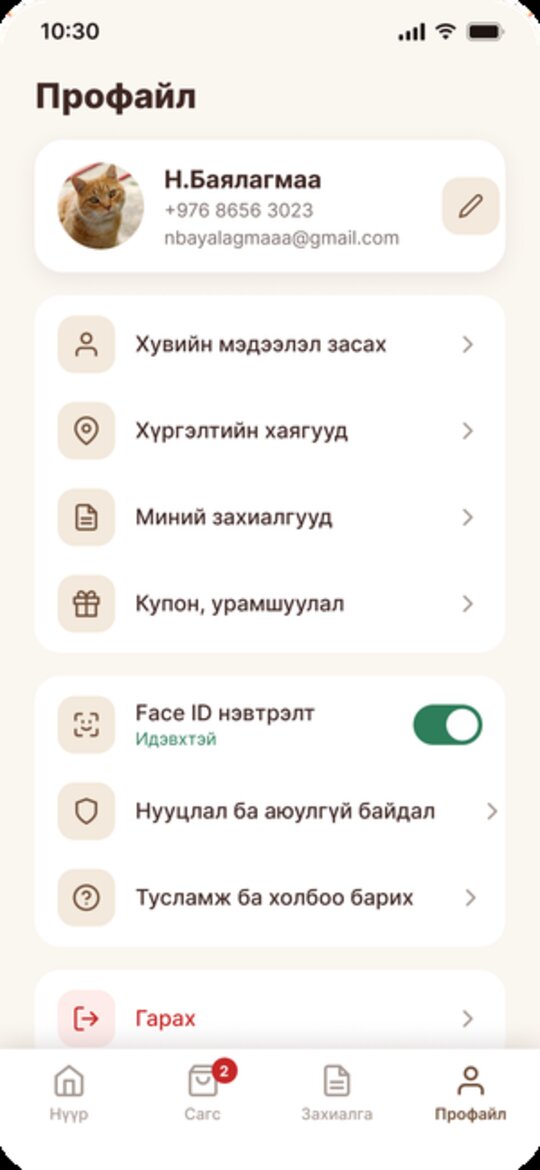 10:30
Профайл
Н.Баялагмаа
+976 8656 3023
nbayalagmaaa@gmail.com
Хувийн мэдээлэл засах
Хүргэлтийн хаягууд
Миний захиалгууд
Купон, урамшуулал
Face ID нэвтрэлт
Идэвхтэй
Нууцлал ба аюулгүй байдал
Тусламж ба холбоо барих
Гарах
2
Нүүр
Сагс
Захиалга
Профайл